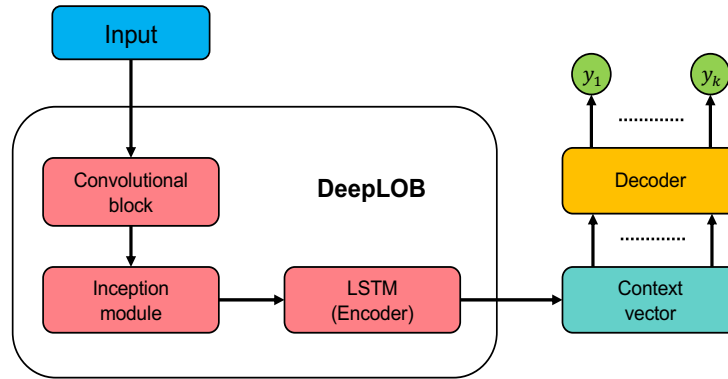 Input
y₁
yₖ
Convolutional
block
DeepLOB
Decoder
Inception
module
LSTM
(Encoder)
Context
vector